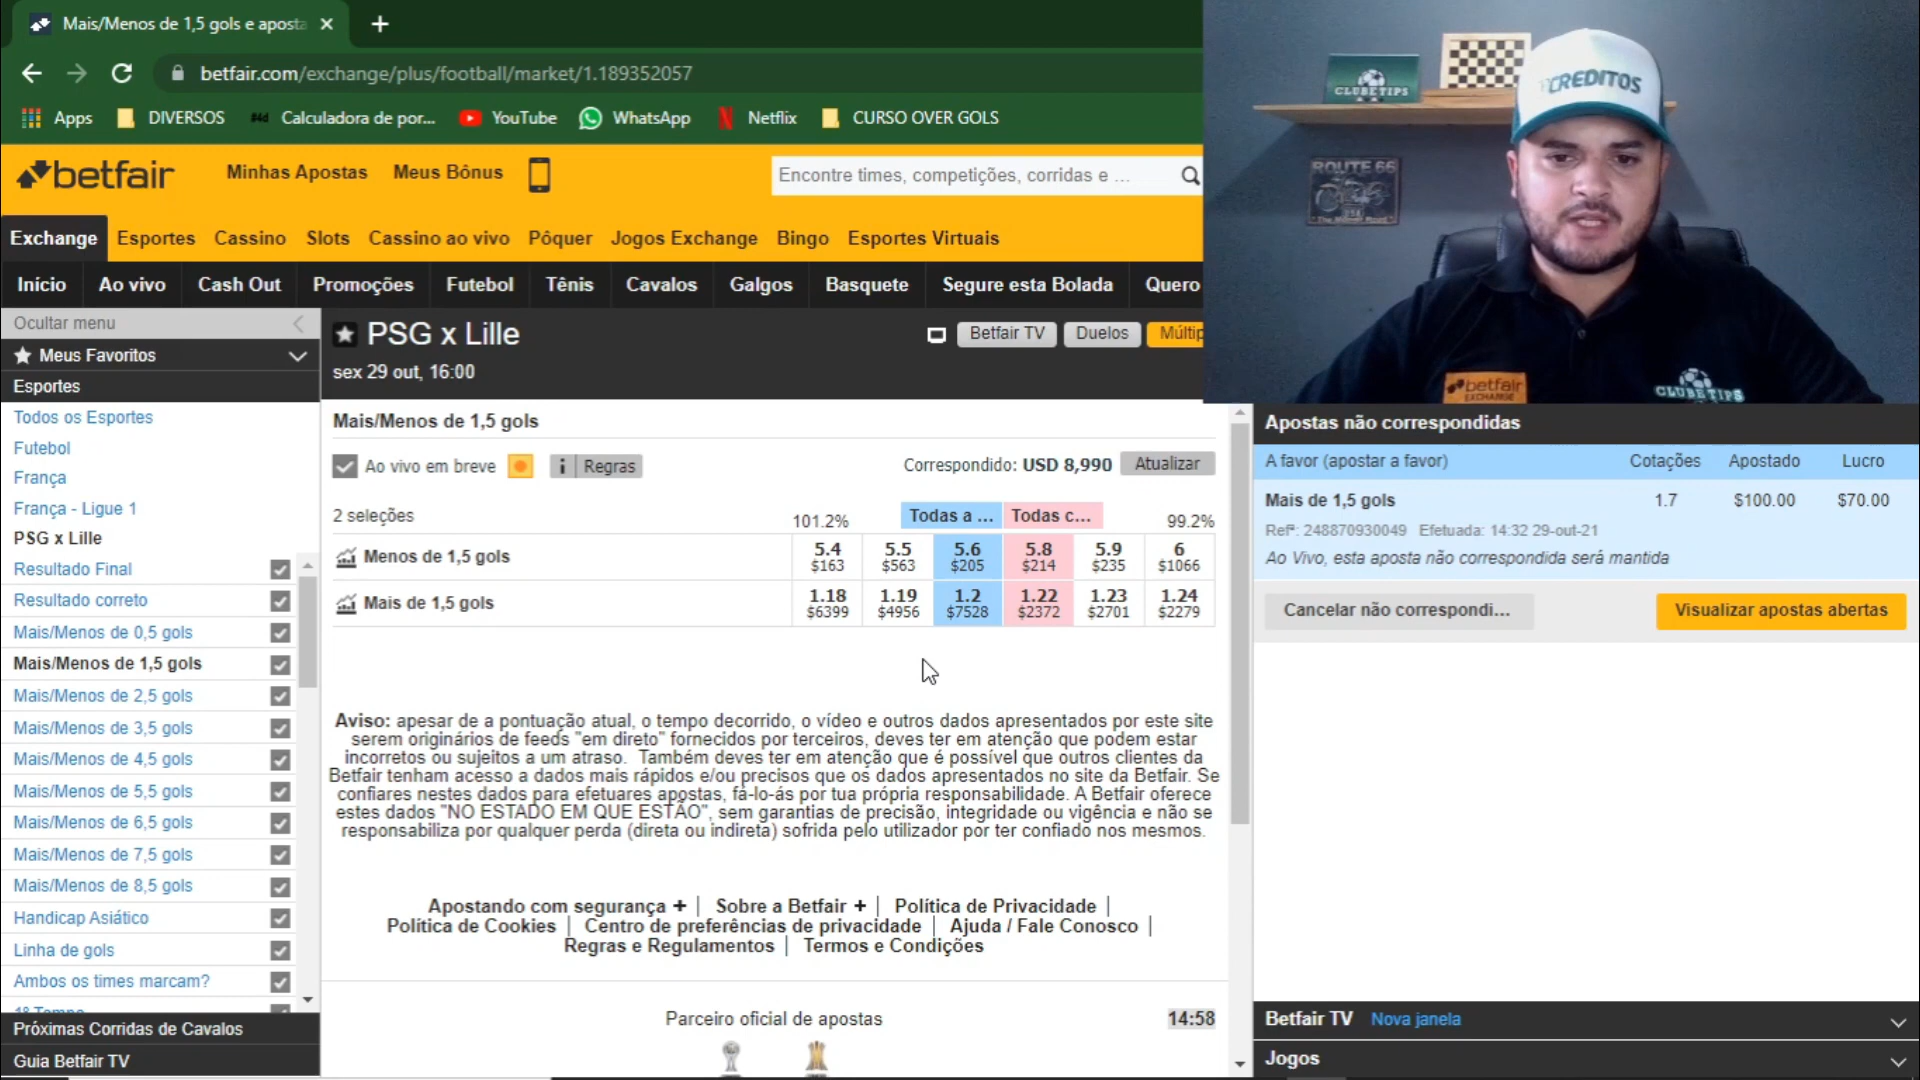 Mais/Menos de 1,5 gols e aposta
betfair.com/exchange/plus/football/market/1.189352057
Apps DIVERSOS Calculadora de por... YouTube WhatsApp Netflix CURSO OVER GOLS
betfair Minhas Apostas Meus Bônus Encontre times, competições, corridas e ...
Exchange Esportes Cassino Slots Cassino ao vivo Pôquer Jogos Exchange Bingo Esportes Virtuais
Início Ao vivo Cash Out Promoções Futebol Tênis Cavalos Galgos Basquete Segure esta Bolada Quero
CREDITOS
CLUBETIPS
ROUTE 66
betfair
EXCHANGE
CLUBETIPS
Ocultar menu
Meus Favoritos
Esportes
Todos os Esportes
Futebol
França
França - Ligue 1
PSG x Lille
Resultado Final
Resultado correto
Mais/Menos de 0,5 gols
Mais/Menos de 1,5 gols
Mais/Menos de 2,5 gols
Mais/Menos de 3,5 gols
Mais/Menos de 4,5 gols
Mais/Menos de 5,5 gols
Mais/Menos de 6,5 gols
Mais/Menos de 7,5 gols
Mais/Menos de 8,5 gols
Handicap Asiático
Linha de gols
Ambos os times marcam?
1º Tempo
Próximas Corridas de Cavalos
Guia Betfair TV
PSG x Lille Betfair TV Duelos Múltip
sex 29 out, 16:00
Mais/Menos de 1,5 gols
Ao vivo em breve i Regras Correspondido: USD 8,990 Atualizar
2 seleções 101.2% Todas a ... Todas c... 99.2%
Menos de 1,5 gols 5.4 5.5 5.6 5.8 5.9 6
$163 $563 $205 $214 $235 $1066
Mais de 1,5 gols 1.18 1.19 1.2 1.22 1.23 1.24
$6399 $4956 $7528 $2372 $2701 $2279
Aviso: apesar de a pontuação atual, o tempo decorrido, o vídeo e outros dados apresentados por este site
serem originários de feeds "em direto" fornecidos por terceiros, deves ter em atenção que podem estar
incorretos ou sujeitos a um atraso. Também deves ter em atenção que é possível que outros clientes da
Betfair tenham acesso a dados mais rápidos e/ou precisos que os dados apresentados no site da Betfair. Se
confiares nestes dados para efetuares apostas, fá-lo-ás por tua própria responsabilidade. A Betfair oferece
estes dados "NO ESTADO EM QUE ESTÃO", sem garantias de precisão, integridade ou vigência e não se
responsabiliza por qualquer perda (direta ou indireta) sofrida pelo utilizador por ter confiado nos mesmos.
Apostando com segurança + | Sobre a Betfair + | Política de Privacidade |
Política de Cookies | Centro de preferências de privacidade | Ajuda / Fale Conosco |
Regras e Regulamentos | Termos e Condições
Parceiro oficial de apostas 14:58
Apostas não correspondidas
A favor (apostar a favor) Cotações Apostado Lucro
Mais de 1,5 gols 1.7 $100.00 $70.00
Refª: 248870930049 Efetuada: 14:32 29-out-21
Ao Vivo, esta aposta não correspondida será mantida
Cancelar não correspondi... Visualizar apostas abertas
Betfair TV Nova janela
Jogos